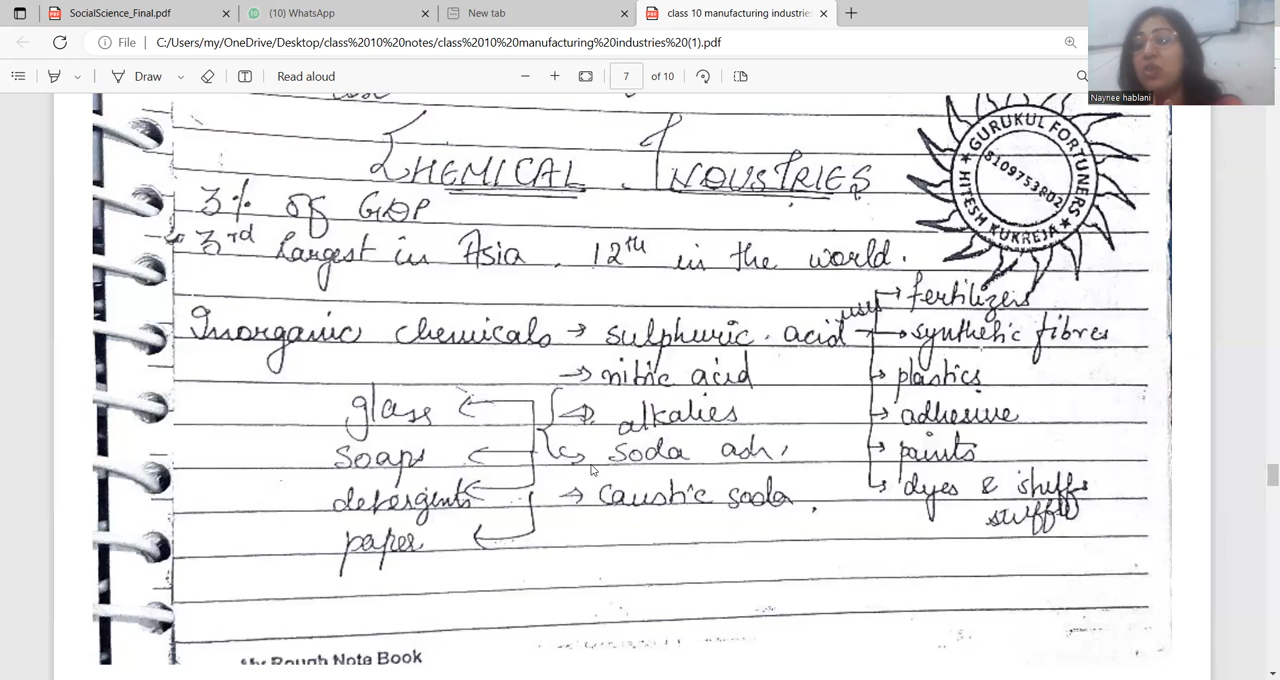 SocialScience_Final.pdf
(10) WhatsApp
New tab
class 10 manufacturing industries
File C:/Users/my/OneDrive/Desktop/class%2010%20notes/class%2010%20manufacturing%20industries%20(1).pdf
Draw
Read aloud
7 of 10
Naynee hablani
CHEMICAL INDUSTRIES
GURUKUL FORTUNERS
8109753802
HITESH KUKREJA
3% of GDP
3rd largest in Asia. 12th in the world.
Inorganic chemicals → sulphuric acid
→ nitric acid
alkalies
soda ash,
→ caustic soda.
glass
soaps
detergents
paper
uses
→ fertilizers
→ synthetic fibres
→ plastics
→ adhesive
→ paints
→ dyes & stuffs
stuffs
My Rough Note Book